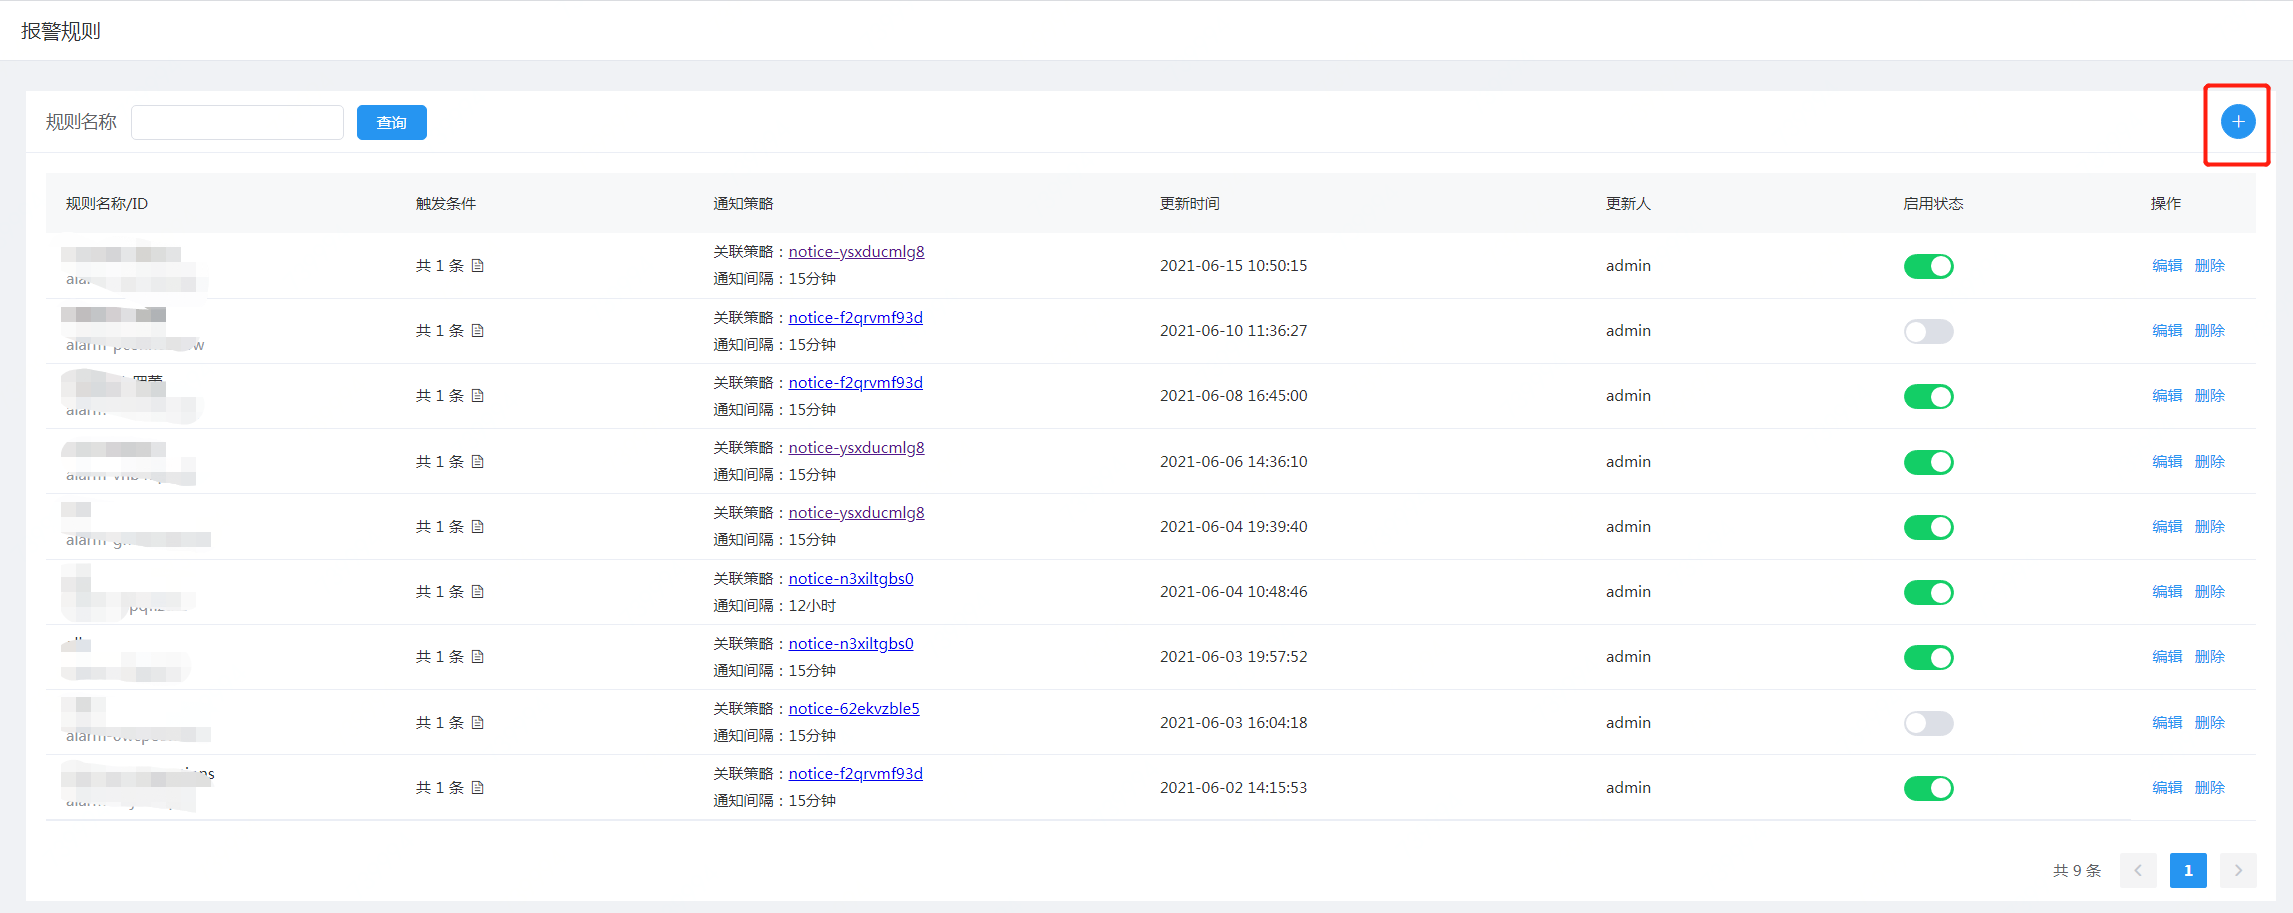 报警规则
规则名称 查询
规则名称/ID 触发条件 通知策略 更新时间 更新人 启用状态 操作
共 1 条 关联策略：notice-ysxducmlg8 2021-06-15 10:50:15 admin 编辑 删除
通知间隔：15分钟
共 1 条 关联策略：notice-f2qrvmf93d 2021-06-10 11:36:27 admin 编辑 删除
通知间隔：15分钟
共 1 条 关联策略：notice-f2qrvmf93d 2021-06-08 16:45:00 admin 编辑 删除
通知间隔：15分钟
共 1 条 关联策略：notice-ysxducmlg8 2021-06-06 14:36:10 admin 编辑 删除
通知间隔：15分钟
共 1 条 关联策略：notice-ysxducmlg8 2021-06-04 19:39:40 admin 编辑 删除
通知间隔：15分钟
共 1 条 关联策略：notice-n3xiltgbs0 2021-06-04 10:48:46 admin 编辑 删除
通知间隔：12小时
共 1 条 关联策略：notice-n3xiltgbs0 2021-06-03 19:57:52 admin 编辑 删除
通知间隔：15分钟
共 1 条 关联策略：notice-62ekvzble5 2021-06-03 16:04:18 admin 编辑 删除
通知间隔：15分钟
共 1 条 关联策略：notice-f2qrvmf93d 2021-06-02 14:15:53 admin 编辑 删除
通知间隔：15分钟
共 9 条 1